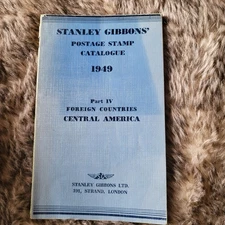 STANLEY GIBBONS'
POSTAGE STAMP
CATALOGUE
1949
Part IV
FOREIGN COUNTRIES
CENTRAL AMERICA
STANLEY GIBBONS LTD.
391, STRAND, LONDON